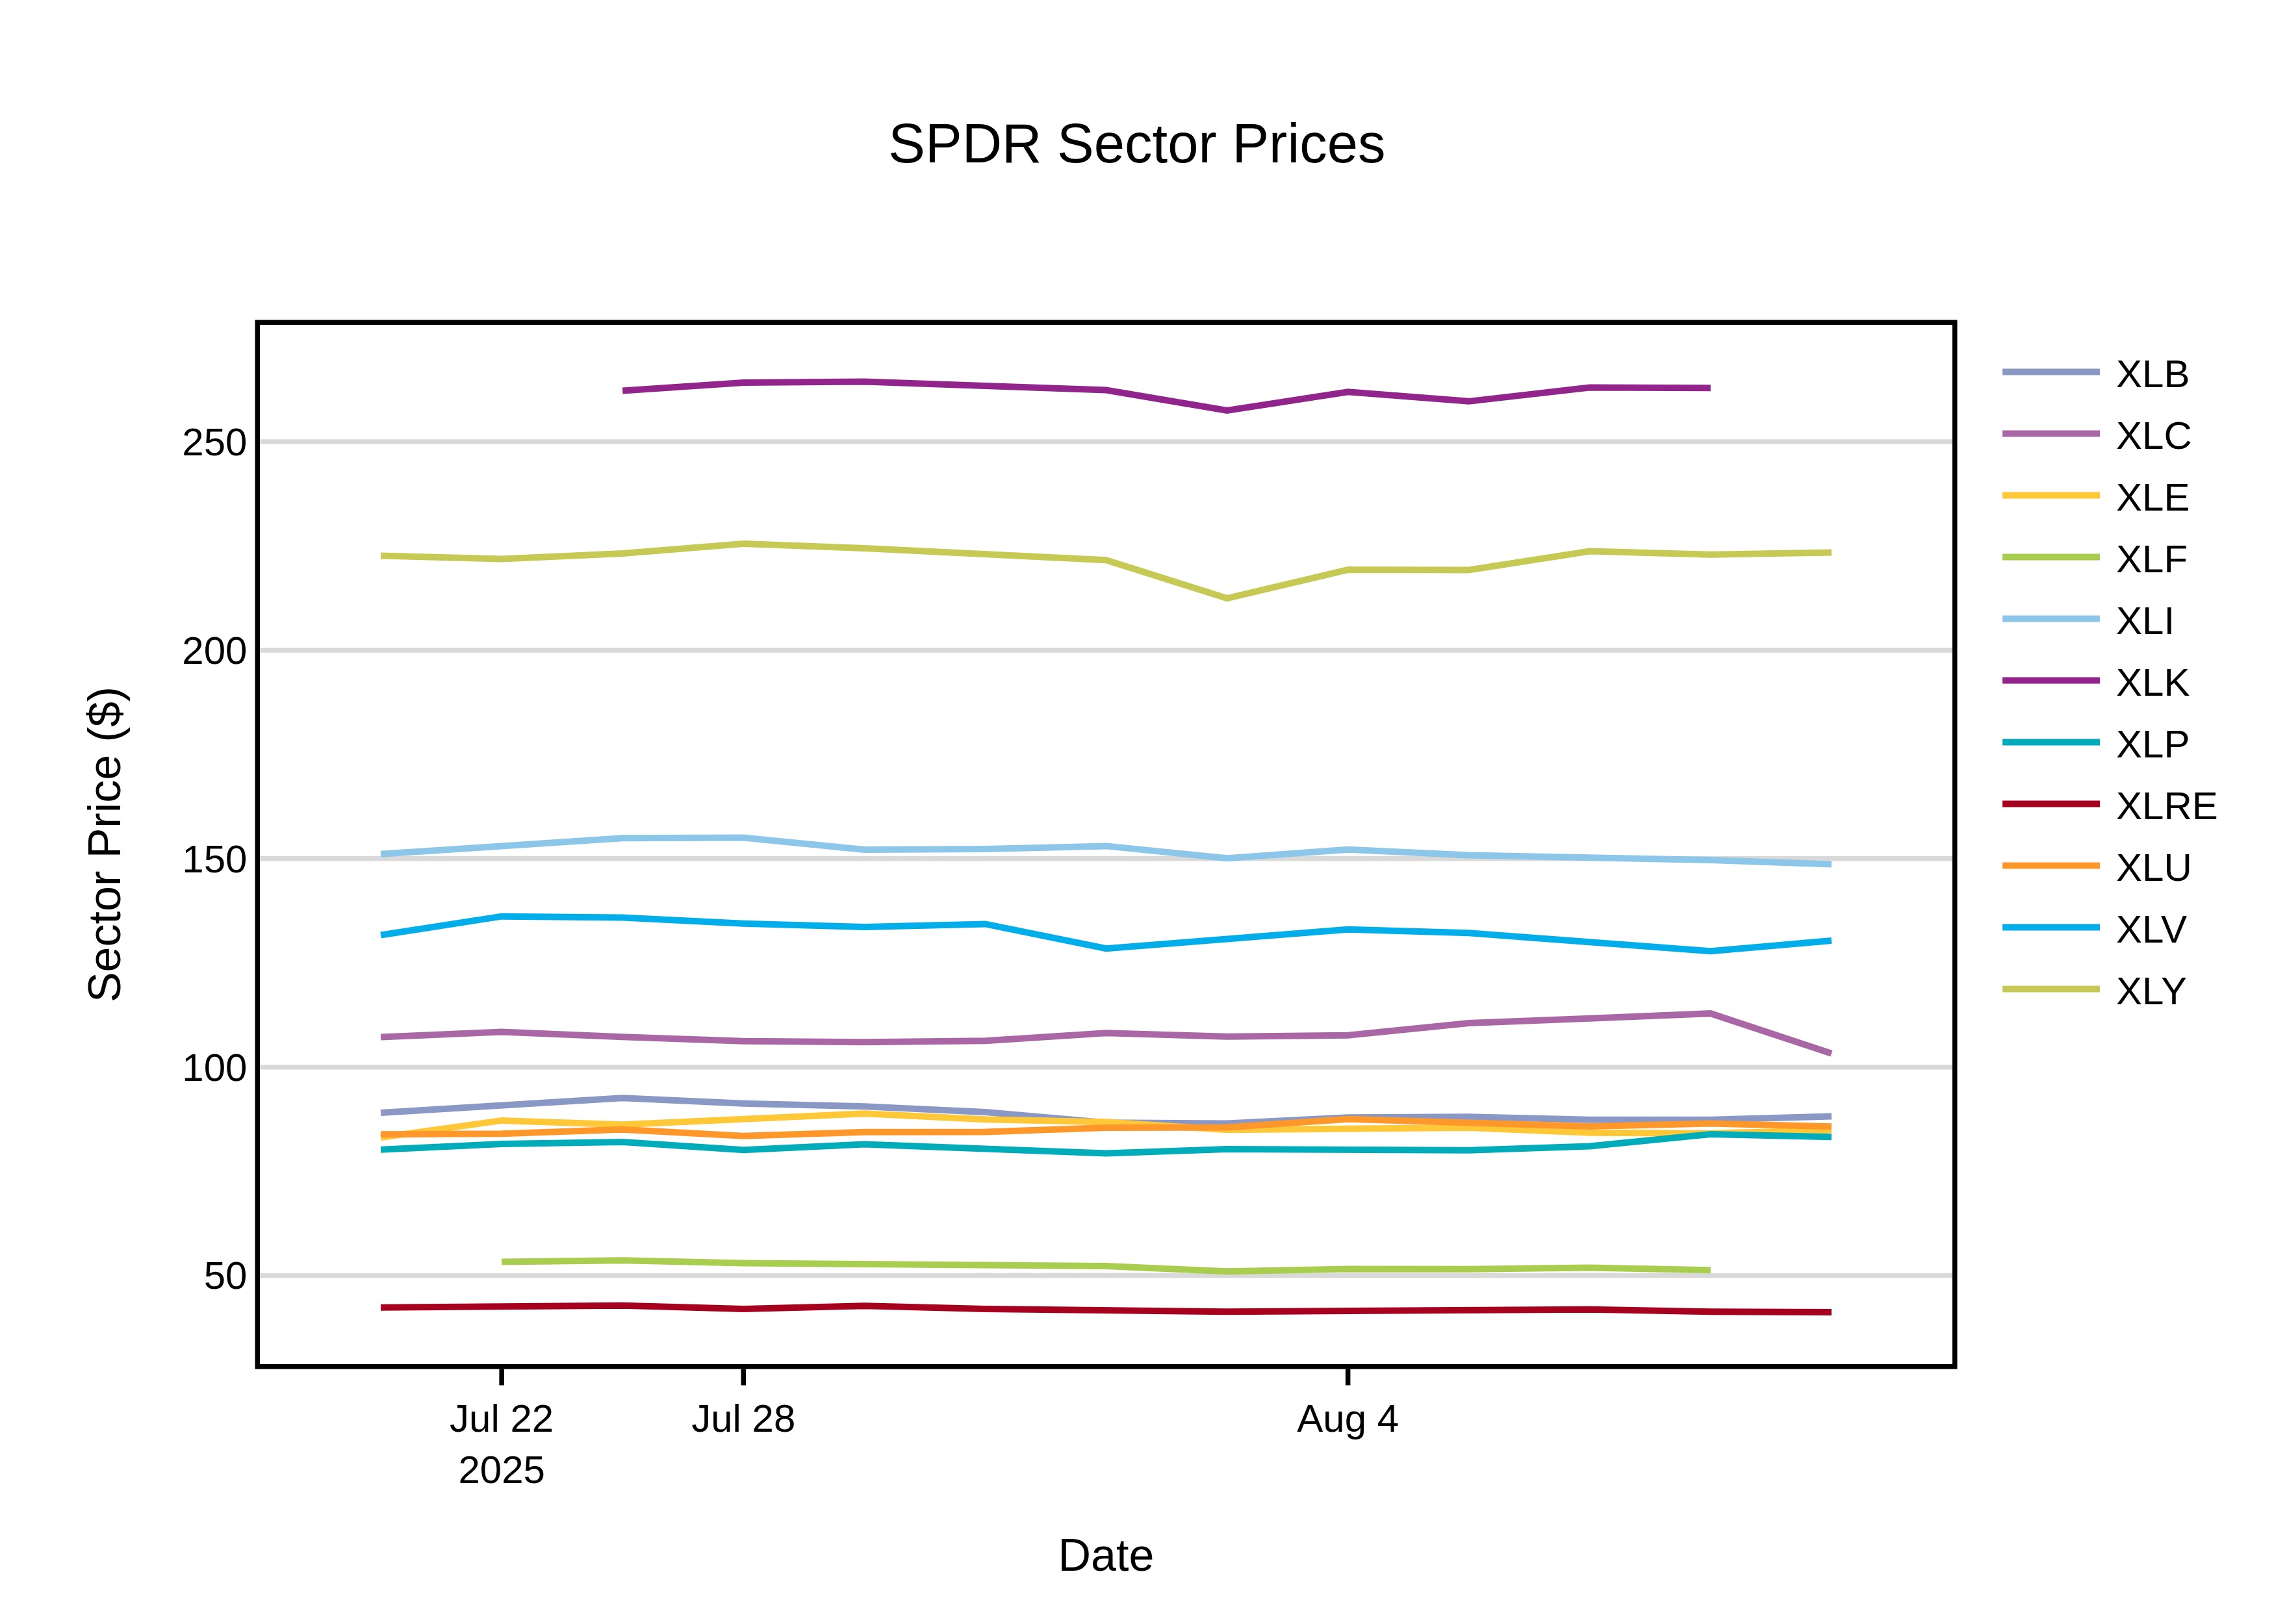 SPDR Sector Prices
Sector Price ($)
250
200
150
100
50
Jul 22
2025
Jul 28
Aug 4
Date
XLB
XLC
XLE
XLF
XLI
XLK
XLP
XLRE
XLU
XLV
XLY